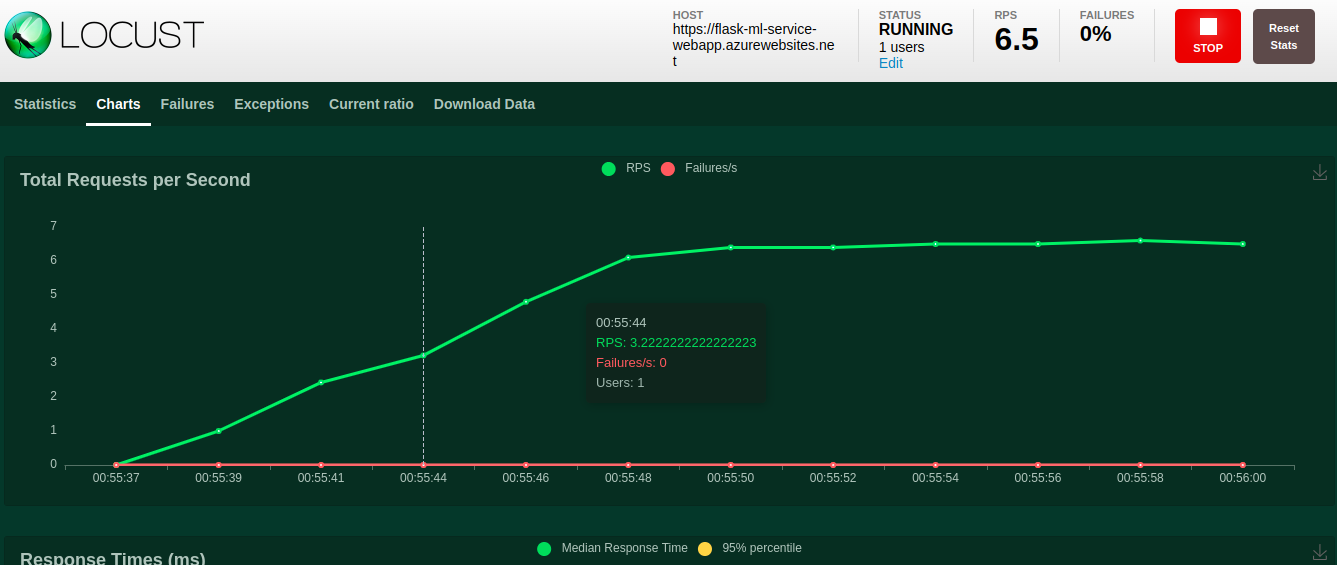 LOCUST
HOST
https://flask-ml-service-
webapp.azurewebsites.ne
t
STATUS
RUNNING
1 users
Edit
RPS
6.5
FAILURES
0%
STOP
Reset
Stats
Statistics
Charts
Failures
Exceptions
Current ratio
Download Data
Total Requests per Second
RPS
Failures/s
7
6
5
4
3
2
1
0
00:55:44
RPS: 3.2222222222222223
Failures/s: 0
Users: 1
00:55:37
00:55:39
00:55:41
00:55:44
00:55:46
00:55:48
00:55:50
00:55:52
00:55:54
00:55:56
00:55:58
00:56:00
Response Times (ms)
Median Response Time
95% percentile